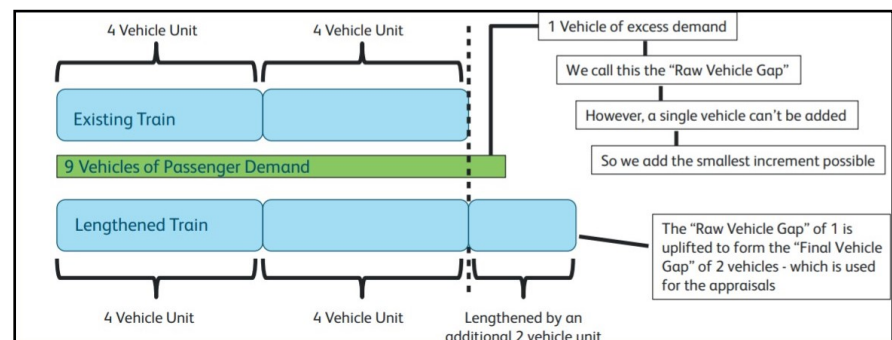 4 Vehicle Unit
4 Vehicle Unit
1 Vehicle of excess demand
We call this the “Raw Vehicle Gap”
However, a single vehicle can’t be added
So we add the smallest increment possible
Existing Train
9 Vehicles of Passenger Demand
Lengthened Train
The “Raw Vehicle Gap” of 1 is
uplifted to form the “Final Vehicle
Gap” of 2 vehicles - which is used
for the appraisals
4 Vehicle Unit
4 Vehicle Unit
Lengthened by an
additional 2 vehicle unit